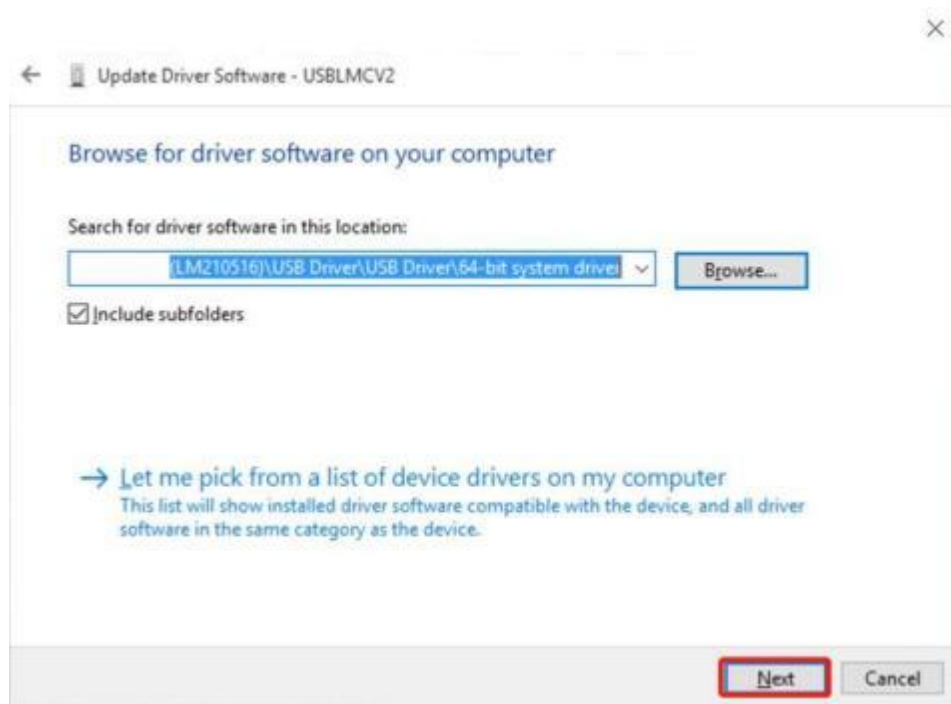 Update Driver Software - USBLMCV2
Browse for driver software on your computer
Search for driver software in this location:
(LM210516)\USB Driver\USB Driver\64-bit system driver
Browse...
Include subfolders
Let me pick from a list of device drivers on my computer
This list will show installed driver software compatible with the device, and all driver
software in the same category as the device.
Next
Cancel